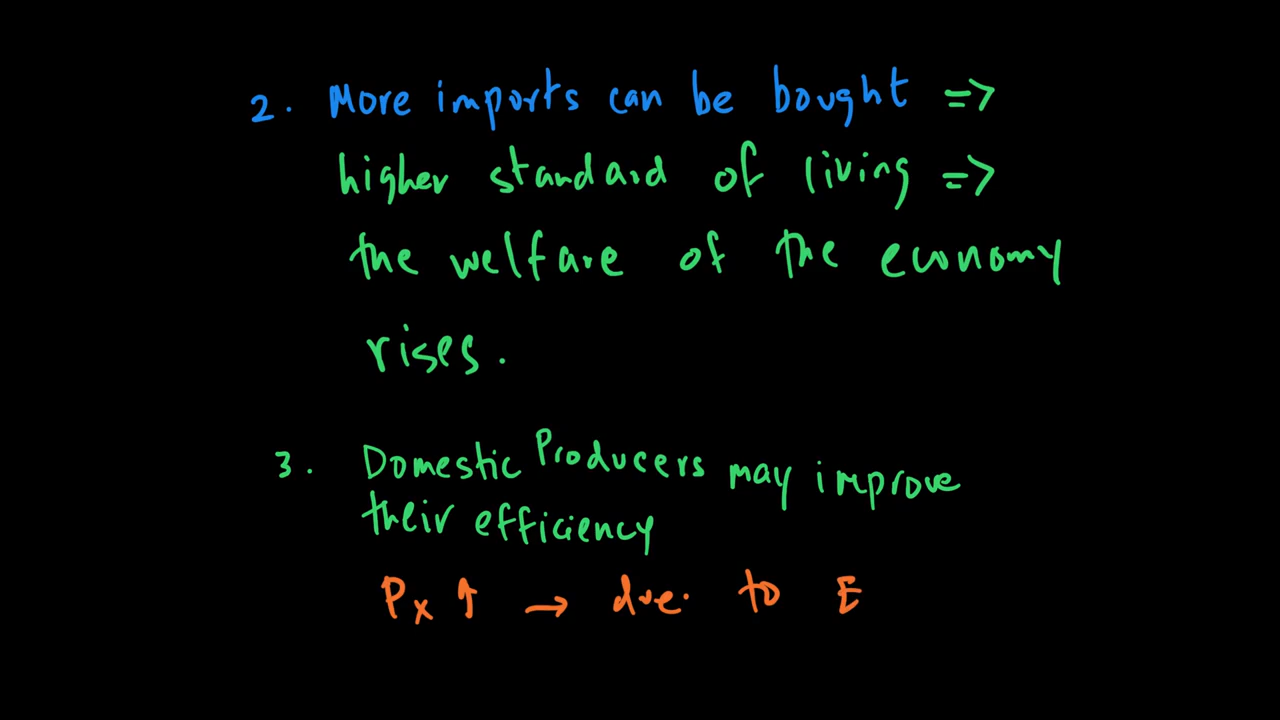 2. More imports can be bought =>
higher standard of living =>
the welfare of the economy
rises.
3. Domestic Producers may improve
their efficiency
Px ↑ → due to E